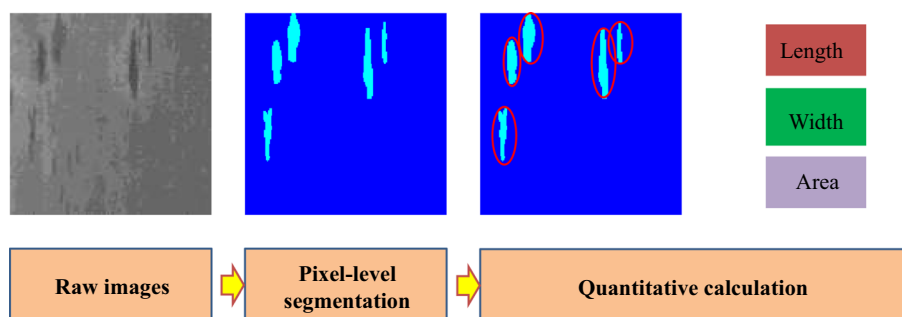 Length
Width
Area
Raw images
Pixel-level
segmentation
Quantitative calculation